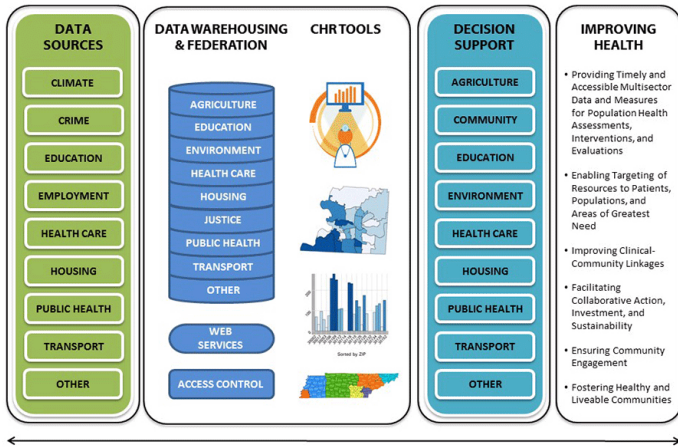 DATA
SOURCES
CLIMATE
CRIME
EDUCATION
EMPLOYMENT
HEALTH CARE
HOUSING
PUBLIC HEALTH
TRANSPORT
OTHER
DATA WAREHOUSING
& FEDERATION
AGRICULTURE
EDUCATION
ENVIRONMENT
HEALTH CARE
HOUSING
JUSTICE
PUBLIC HEALTH
TRANSPORT
OTHER
WEB
SERVICES
ACCESS CONTROL
CHR TOOLS
Sorted by ZIP
DECISION
SUPPORT
AGRICULTURE
COMMUNITY
EDUCATION
ENVIRONMENT
HEALTH CARE
HOUSING
PUBLIC HEALTH
TRANSPORT
OTHER
IMPROVING
HEALTH
• Providing Timely and
Accessible Multisector
Data and Measures
for Population Health
Assessments,
Interventions, and
Evaluations
• Enabling Targeting of
Resources to Patients,
Populations, and
Areas of Greatest
Need
• Improving Clinical-
Community Linkages
• Facilitating
Collaborative Action,
Investment, and
Sustainability
• Ensuring Community
Engagement
• Fostering Healthy and
Liveable Communities